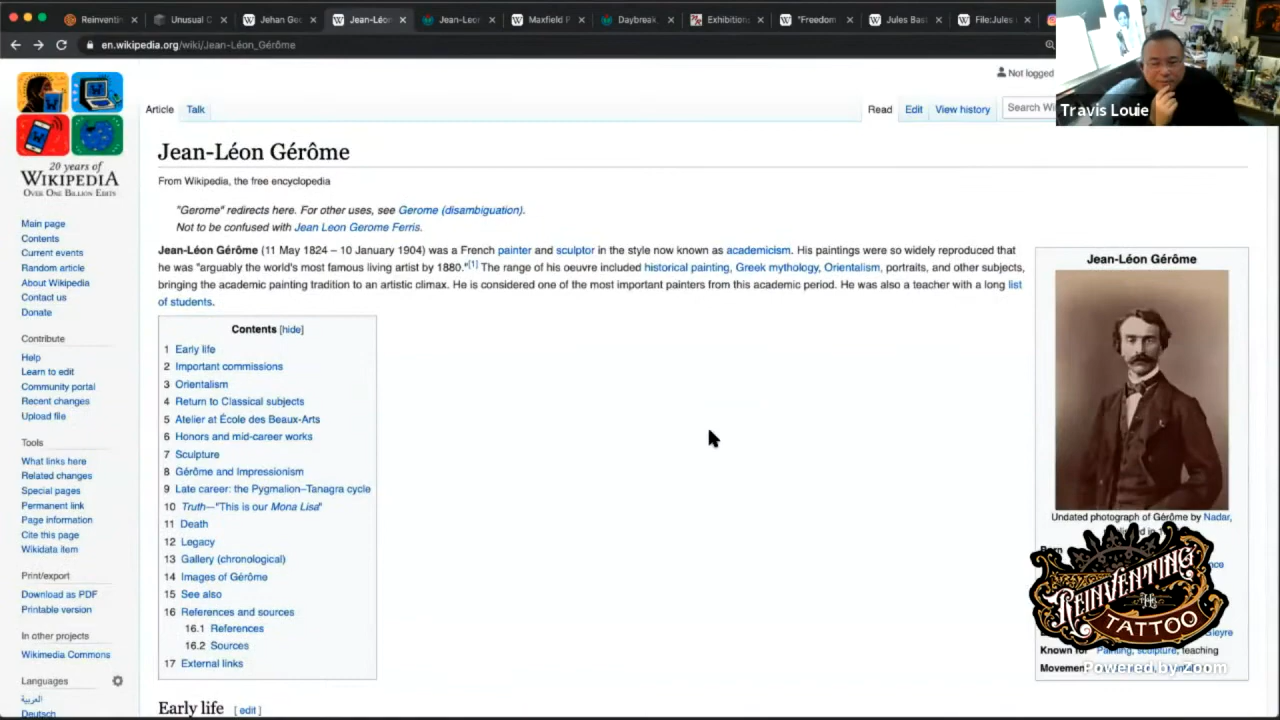 Reinventin
Unusual C
Jehan Geo
Jean-Léon
Jean-Leon
Maxfield P
Daybreak,
Exhibition
"Freedom
Jules Bas
File:Jules
en.wikipedia.org/wiki/Jean-Léon_Gérôme
Travis Louie
Not logged
Article Talk Read Edit View history Search Wi
20 years of
WIKIPEDIA
OVER ONE BILLION EDITS
Main page
Contents
Current events
Random article
About Wikipedia
Contact us
Donate
Contribute
Help
Learn to edit
Community portal
Recent changes
Upload file
Tools
What links here
Related changes
Special pages
Permanent link
Page information
Cite this page
Wikidata item
Print/export
Download as PDF
Printable version
In other projects
Wikimedia Commons
Languages
العربية
Deutsch
Jean-Léon Gérôme
From Wikipedia, the free encyclopedia
"Gerome" redirects here. For other uses, see Gerome (disambiguation).
Not to be confused with Jean Leon Gerome Ferris.
Jean-Léon Gérôme (11 May 1824 – 10 January 1904) was a French painter and sculptor in the style now known as academicism. His paintings were so widely reproduced that
he was "arguably the world's most famous living artist by 1880."[1] The range of his oeuvre included historical painting, Greek mythology, Orientalism, portraits, and other subjects,
bringing the academic painting tradition to an artistic climax. He is considered one of the most important painters from this academic period. He was also a teacher with a long list
of students.
Contents [hide]
1 Early life
2 Important commissions
3 Orientalism
4 Return to Classical subjects
5 Atelier at École des Beaux-Arts
6 Honors and mid-career works
7 Sculpture
8 Gérôme and Impressionism
9 Late career: the Pygmalion–Tanagra cycle
10 Truth—"This is our Mona Lisa"
11 Death
12 Legacy
13 Gallery (chronological)
14 Images of Gérôme
15 See also
16 References and sources
16.1 References
16.2 Sources
17 External links
Early life [ edit ]
Jean-Léon Gérôme
Undated photograph of Gérôme by Nadar,
REINVENTING
THE
TATTOO
Known for Painting, sculpture, teaching
Movement
Powered by Zoom